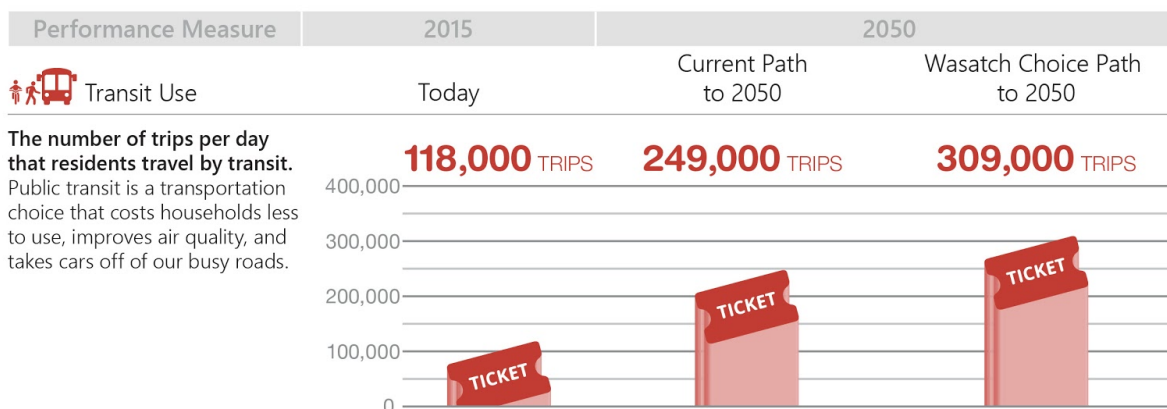 Performance Measure 2015 2050
Transit Use Today Current Path to 2050 Wasatch Choice Path to 2050
The number of trips per day
that residents travel by transit.
Public transit is a transportation
choice that costs households less
to use, improves air quality, and
takes cars off of our busy roads.
118,000 TRIPS 249,000 TRIPS 309,000 TRIPS
400,000
300,000
200,000
100,000
0
TICKET
TICKET
TICKET